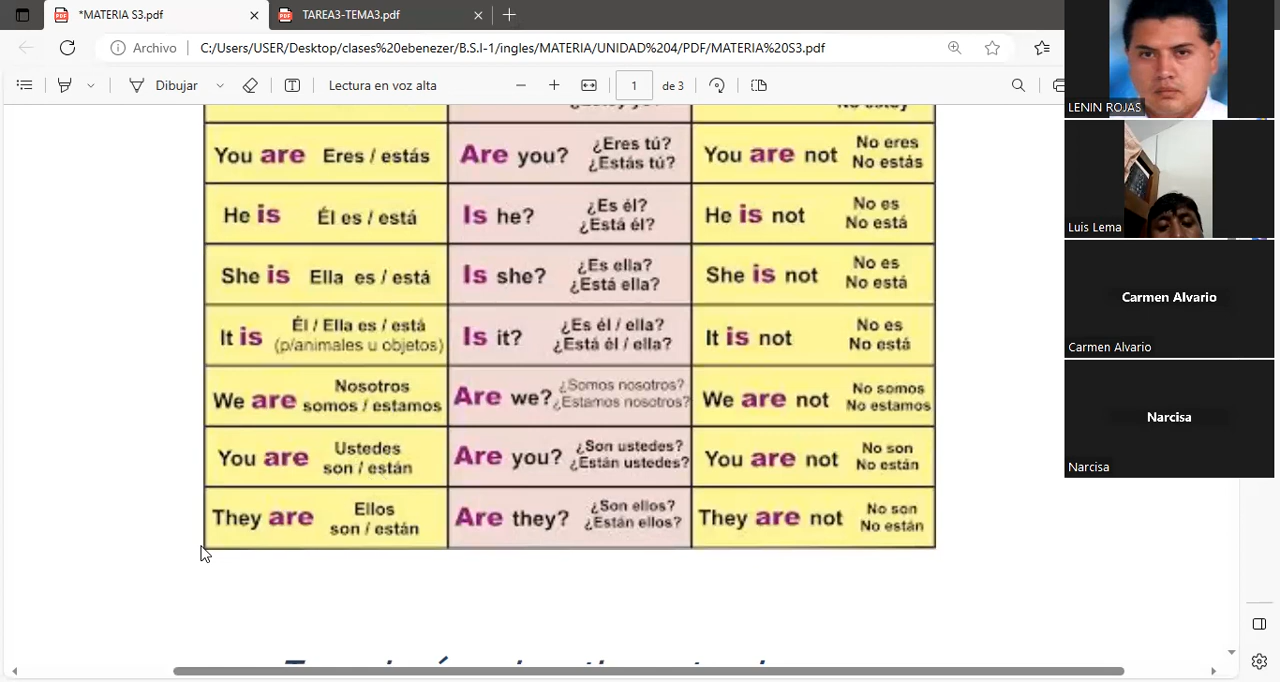 *MATERIA S3.pdf
TAREA3-TEMA3.pdf
Archivo
C:/Users/USER/Desktop/clases%20ebenezer/B.S.I-1/ingles/MATERIA/UNIDAD%204/PDF/MATERIA%20S3.pdf
Dibujar
Lectura en voz alta
1
de 3
No estoy
You are Eres / estás
Are you? ¿Eres tú?
¿Estás tú?
You are not No eres
No estás
He is Él es / está
Is he? ¿Es él?
¿Está él?
He is not No es
No está
She is Ella es / está
Is she? ¿Es ella?
¿Está ella?
She is not No es
No está
It is Él / Ella es / está
(p/animales u objetos)
Is it? ¿Es él / ella?
¿Está él / ella?
It is not No es
No está
We are Nosotros
somos / estamos
Are we? ¿Somos nosotros?
¿Estamos nosotros?
We are not No somos
No estamos
You are Ustedes
son / están
Are you? ¿Son ustedes?
¿Están ustedes?
You are not No son
No están
They are Ellos
son / están
Are they? ¿Son ellos?
¿Están ellos?
They are not No son
No están
LENIN ROJAS
Luis Lema
Carmen Alvario
Carmen Alvario
Narcisa
Narcisa